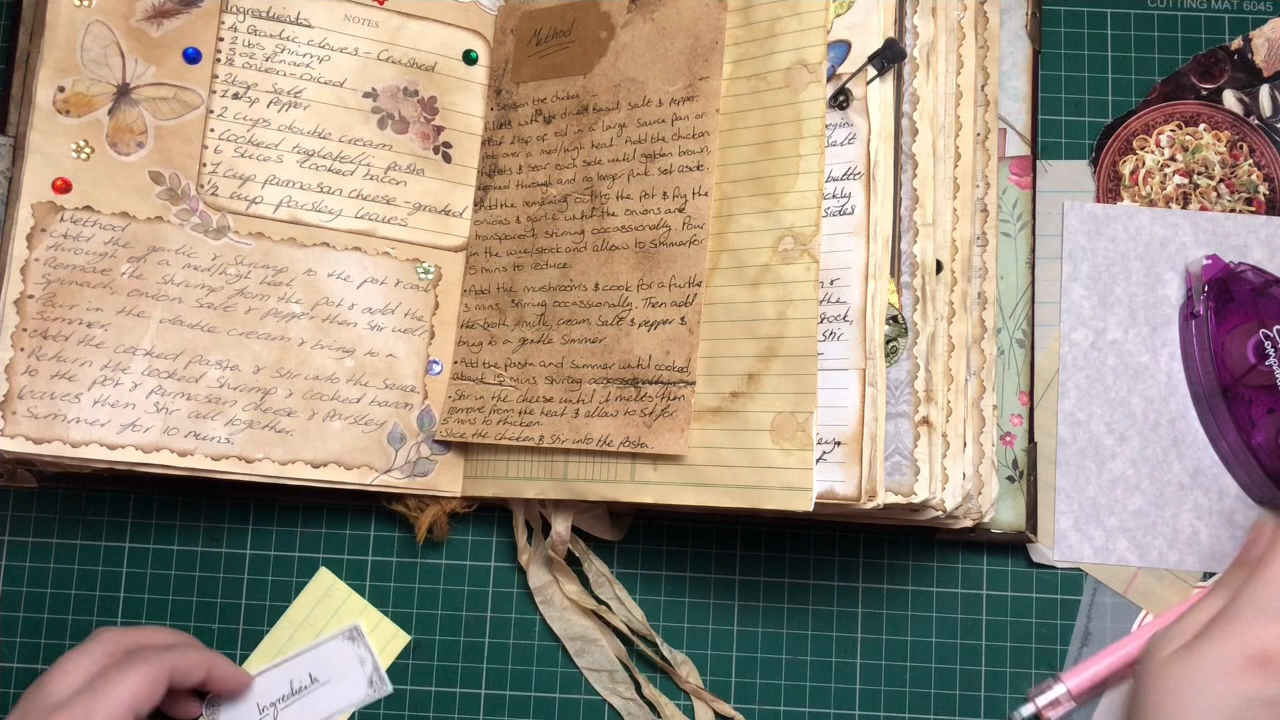 Ingredients
NOTES
• 4 Garlic cloves - Crushed
• 2 lbs Shrimp
• 5 oz Spinach
• ½ onion - Diced
• 2tsp Salt
• 1 tsp Pepper
• 2 cups double cream
• Cooked tagliatelli pasta
• 6 Slices cooked bacon
• 1 cup parmasan cheese - grated
• ½ cup parsley leaves
Method
• Add the garlic & Shrimp to the pot & cook
through on a med/high heat.
• Remove the Shrimp from the pot & add the
Spinach, onion Salt & pepper, then Stir well
• Pour in the double cream & bring to a
Simmer.
• Add the cooked pasta & stir into the sauce
• Return the cooked shrimp & cooked bacon
to the pot & Parmasan cheese & Parsley
leaves then Stir all together.
• Simmer for 10 mins.
Method
• Season the chicken
fillets with the dried Basil, Salt & Pepper.
Heat 2tsp of oil in a large Sauce pan or
Pot over a med/high heat. Add the chicken
fillets & sear each side until golden brown,
cooked through and no longer pink. Set aside.
• Add the remaining oil to the pot & fry the
onions & garlic until the onions are
transparent, stirring occassionally. Pour
in the wine/stock and allow to Simmer for
5 mins to reduce.
• Add the mushrooms & cook for a further
3 mins, Stirring occassionally. Then add
the broth, milk, cream, Salt & pepper &
bring to a gentle Simmer
• Add the pasta and Simmer until cooked,
about 15 mins, Stirring occassionally
• Stir in the cheese until it melts then
remove from the heat & allow to sit for
5 mins to thicken.
• Slice the chicken & Stir into the Pasta.
Salt
butter
Sides
the
stock,
stir
CUTTING MAT 6045
Ingredients